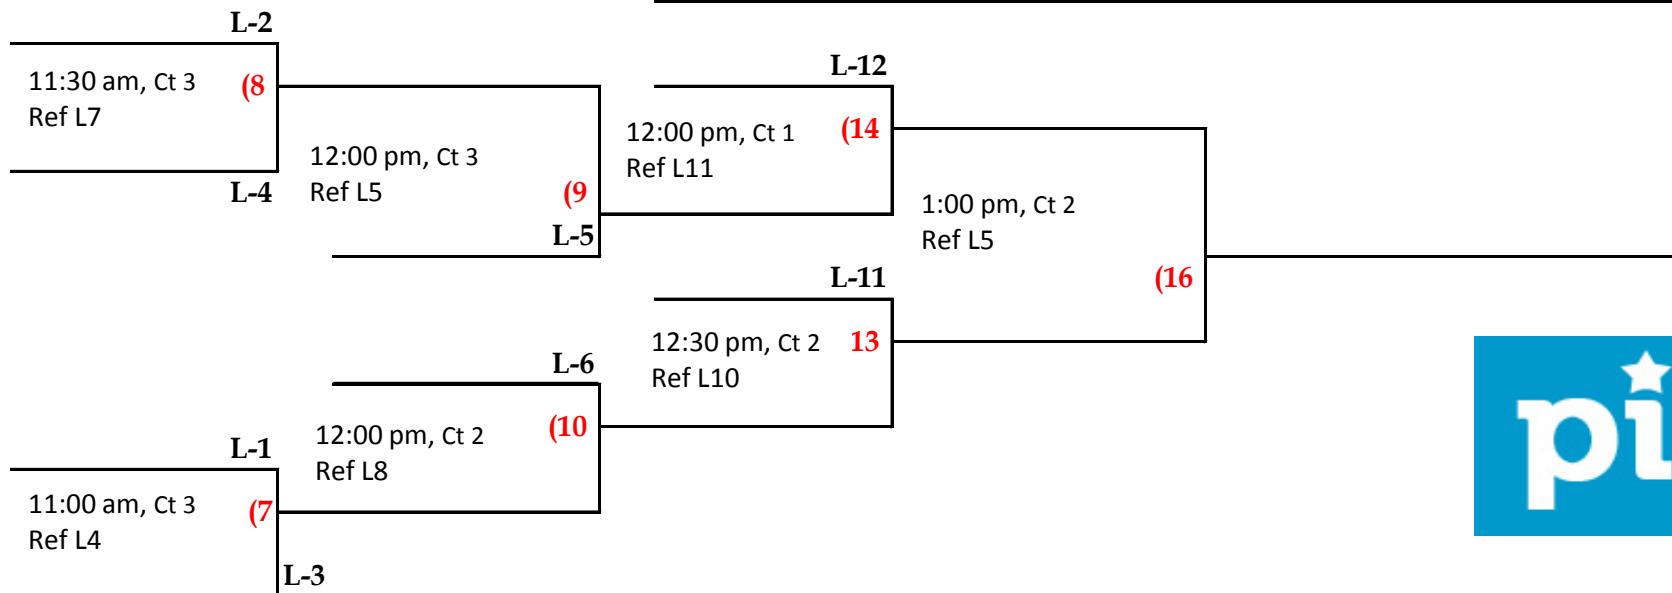 L-2
11:30 am, Ct 3 (8
Ref L7
L-4
12:00 pm, Ct 3
Ref L5 (9
L-5
L-12
12:00 pm, Ct 1 (14
Ref L11
1:00 pm, Ct 2
Ref L5
(16
L-11
12:30 pm, Ct 2 13
Ref L10
L-6
12:00 pm, Ct 2 (10
Ref L8
L-1
11:00 am, Ct 3 (7
Ref L4
L-3
pi